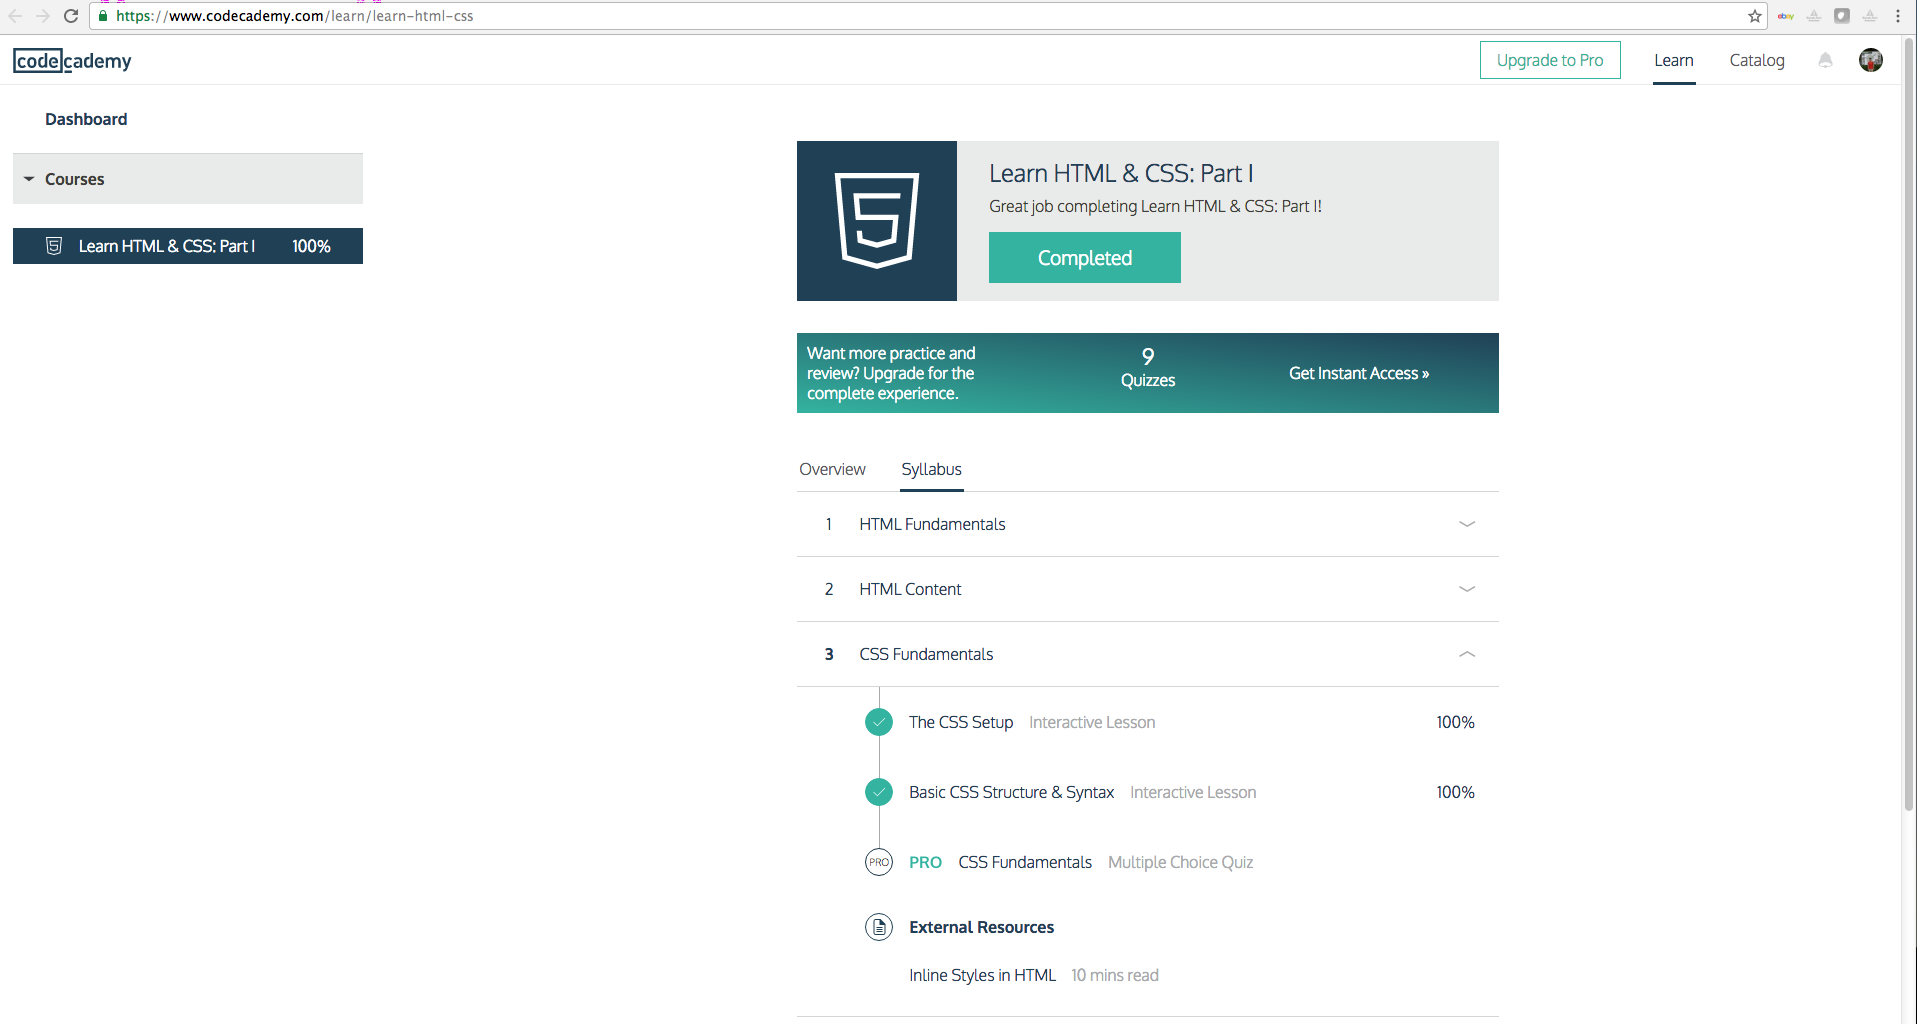 https://www.codecademy.com/learn/learn-html-css
ebay
codecademy
Upgrade to Pro
Learn
Catalog
Dashboard
Courses
Learn HTML & CSS: Part I 100%
Learn HTML & CSS: Part I
Great job completing Learn HTML & CSS: Part I!
Completed
Want more practice and
review? Upgrade for the
complete experience.
9
Quizzes
Get Instant Access »
Overview
Syllabus
1 HTML Fundamentals
2 HTML Content
3 CSS Fundamentals
The CSS Setup Interactive Lesson 100%
Basic CSS Structure & Syntax Interactive Lesson 100%
PRO PRO CSS Fundamentals Multiple Choice Quiz
External Resources
Inline Styles in HTML 10 mins read